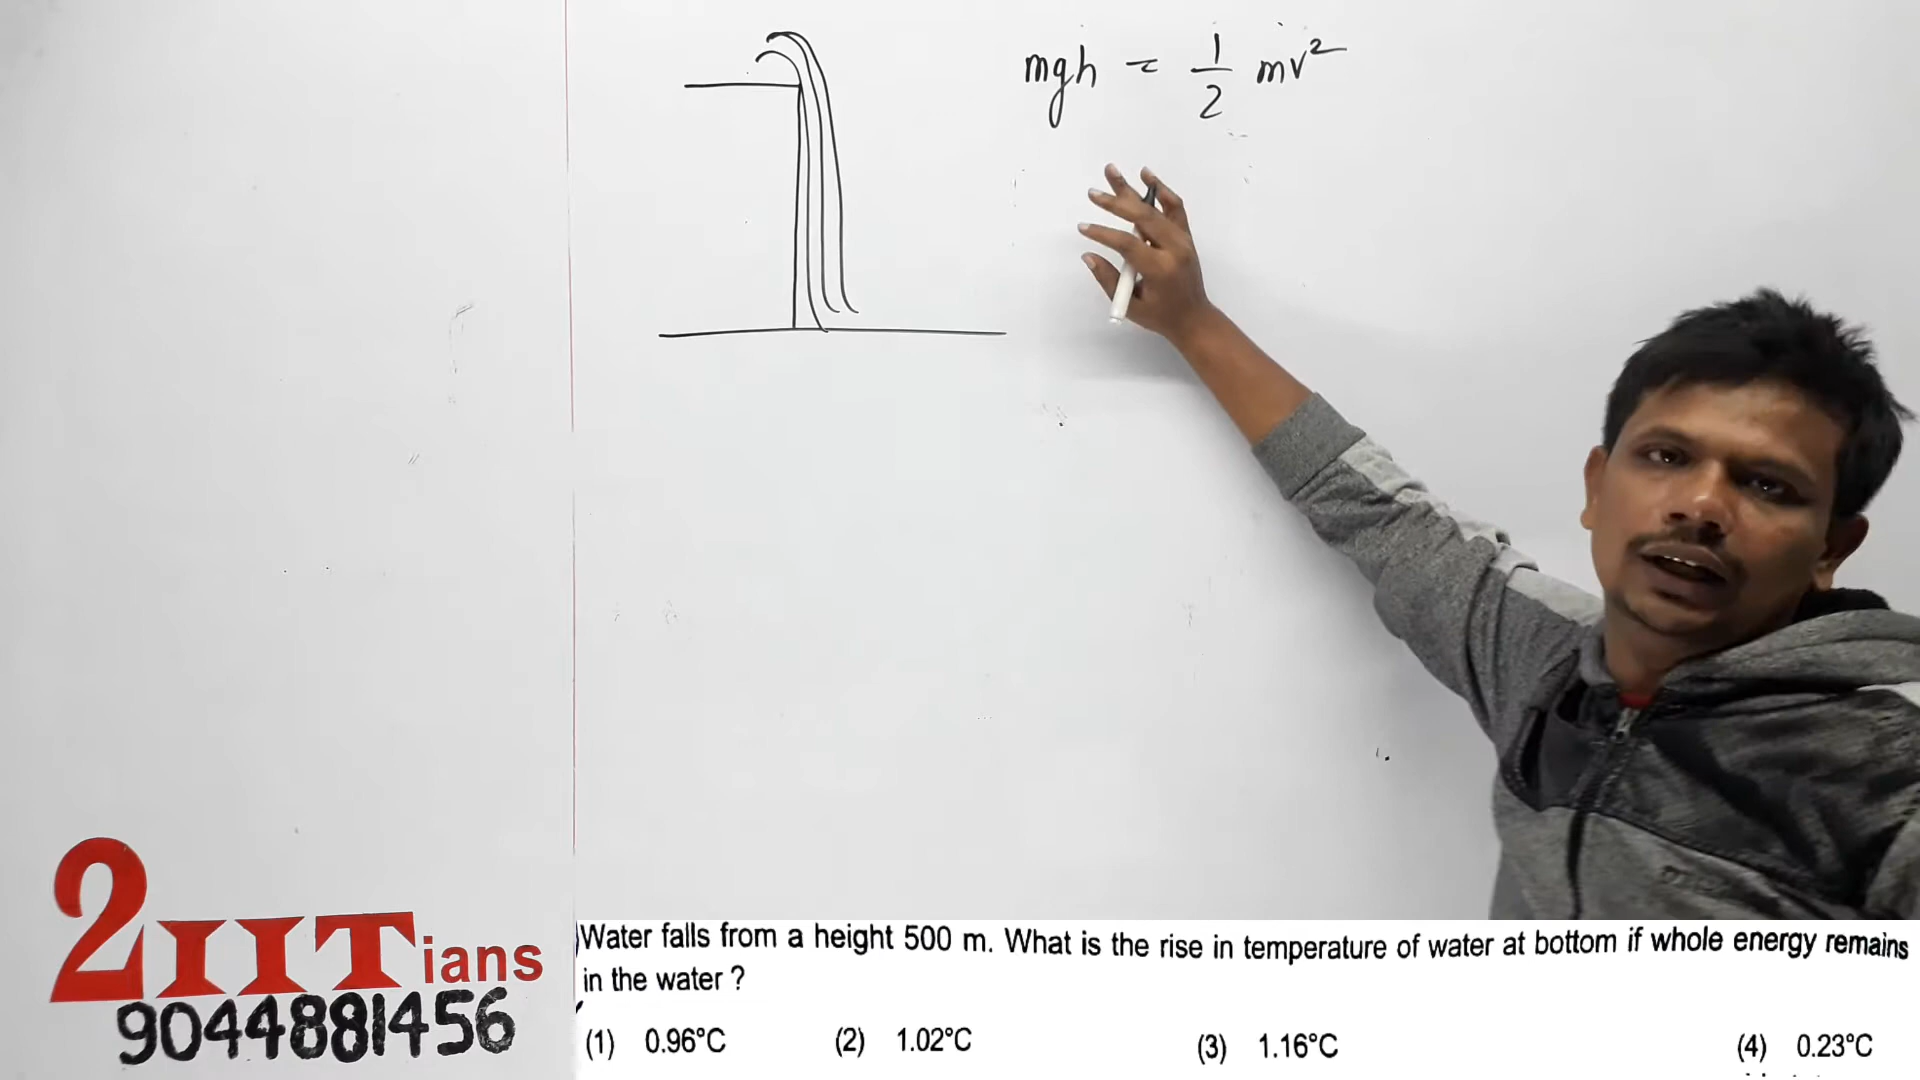 mgh = 1/2 mv²
2IITians
9044881456
Water falls from a height 500 m. What is the rise in temperature of water at bottom if whole energy remains
in the water ?
(1) 0.96°C (2) 1.02°C (3) 1.16°C (4) 0.23°C